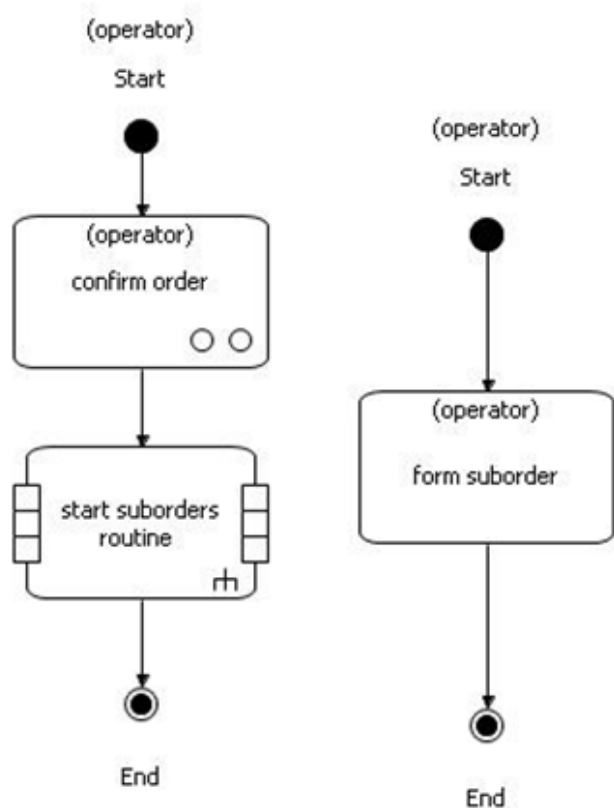 (operator)
Start
(operator)
confirm order
start suborders
routine
End
(operator)
Start
(operator)
form suborder
End